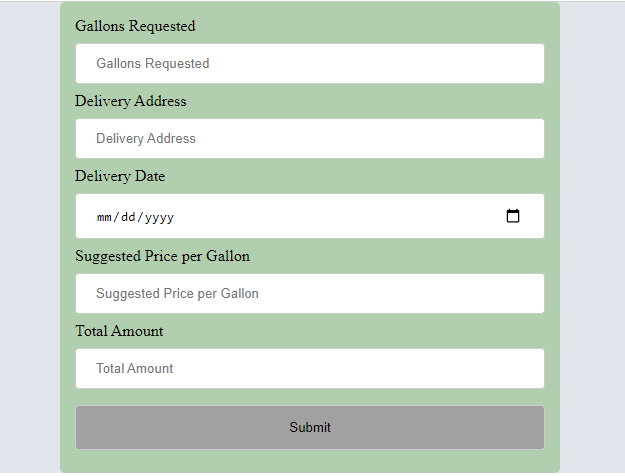 Gallons Requested
Gallons Requested
Delivery Address
Delivery Address
Delivery Date
mm/dd/yyyy
Suggested Price per Gallon
Suggested Price per Gallon
Total Amount
Total Amount
Submit